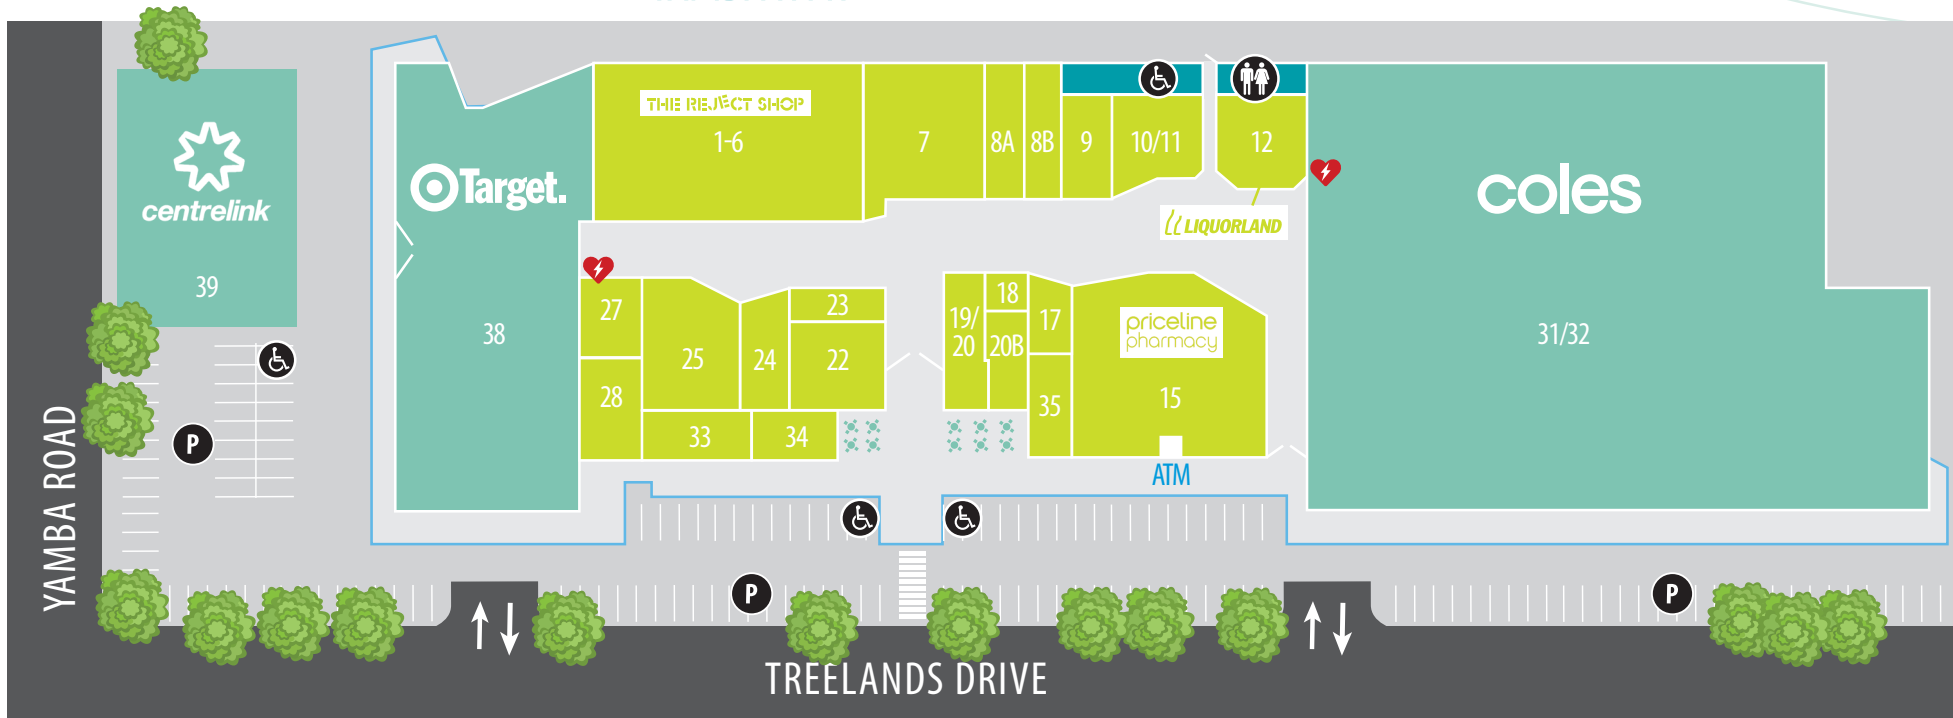 THE REJECT SHOP
1-6
7
8A
8B
9
10/11
12
LIQUORLAND
coles
31/32
Target.
38
centrelink
39
27
28
25
24
23
22
33
34
19/
20
18
20B
17
35
priceline
pharmacy
15
ATM
P
P
P
YAMBA ROAD
TREELANDS DRIVE